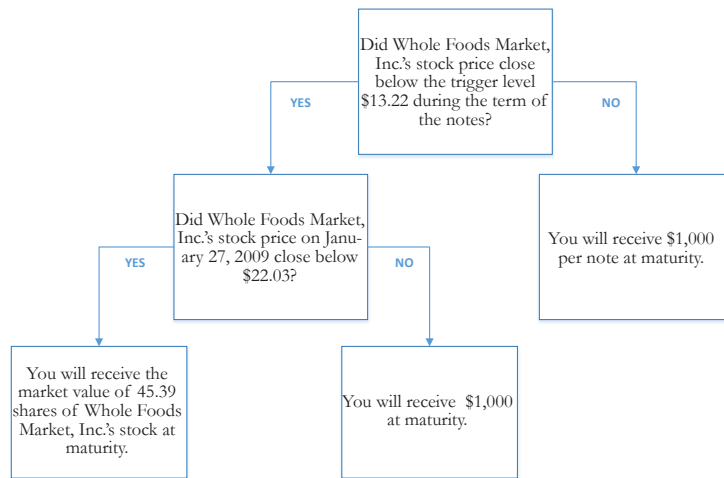 Did Whole Foods Market,
Inc.'s stock price close
below the trigger level
$13.22 during the term of
the notes?
YES
NO
Did Whole Foods Market,
Inc.'s stock price on Janu-
ary 27, 2009 close below
$22.03?
You will receive $1,000
per note at maturity.
YES
NO
You will receive the
market value of 45.39
shares of Whole Foods
Market, Inc.'s stock at
maturity.
You will receive $1,000
at maturity.